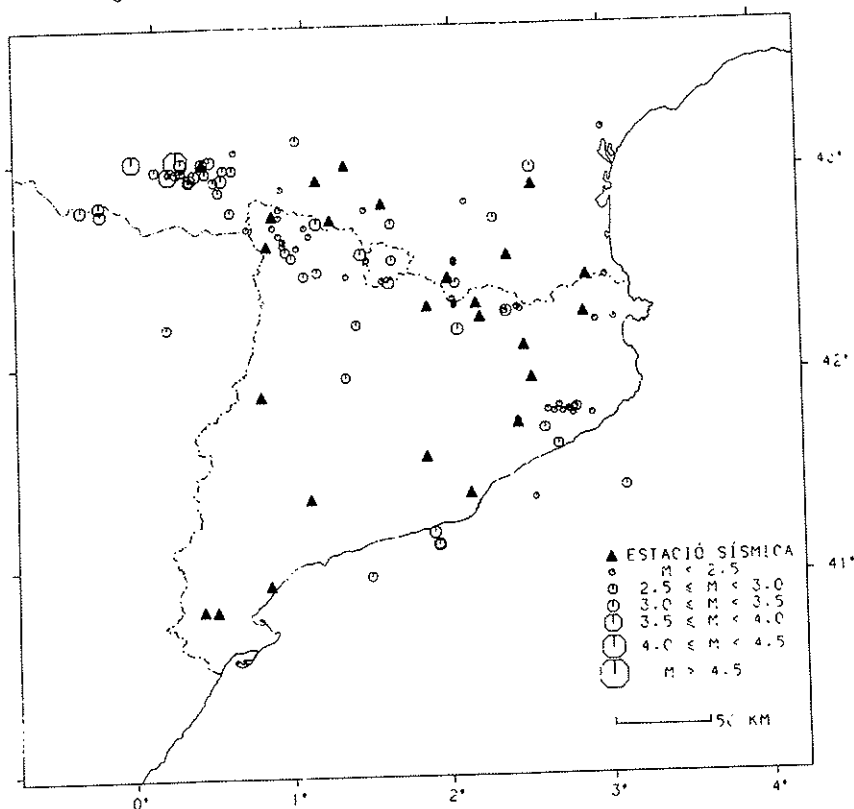 43°
42°
41°
▲ ESTACIÓ SÍSMICA
M < 2.5
2.5 ≤ M < 3.0
3.0 ≤ M < 3.5
3.5 ≤ M < 4.0
4.0 ≤ M < 4.5
M > 4.5
50 KM
0° 1° 2° 3° 4°